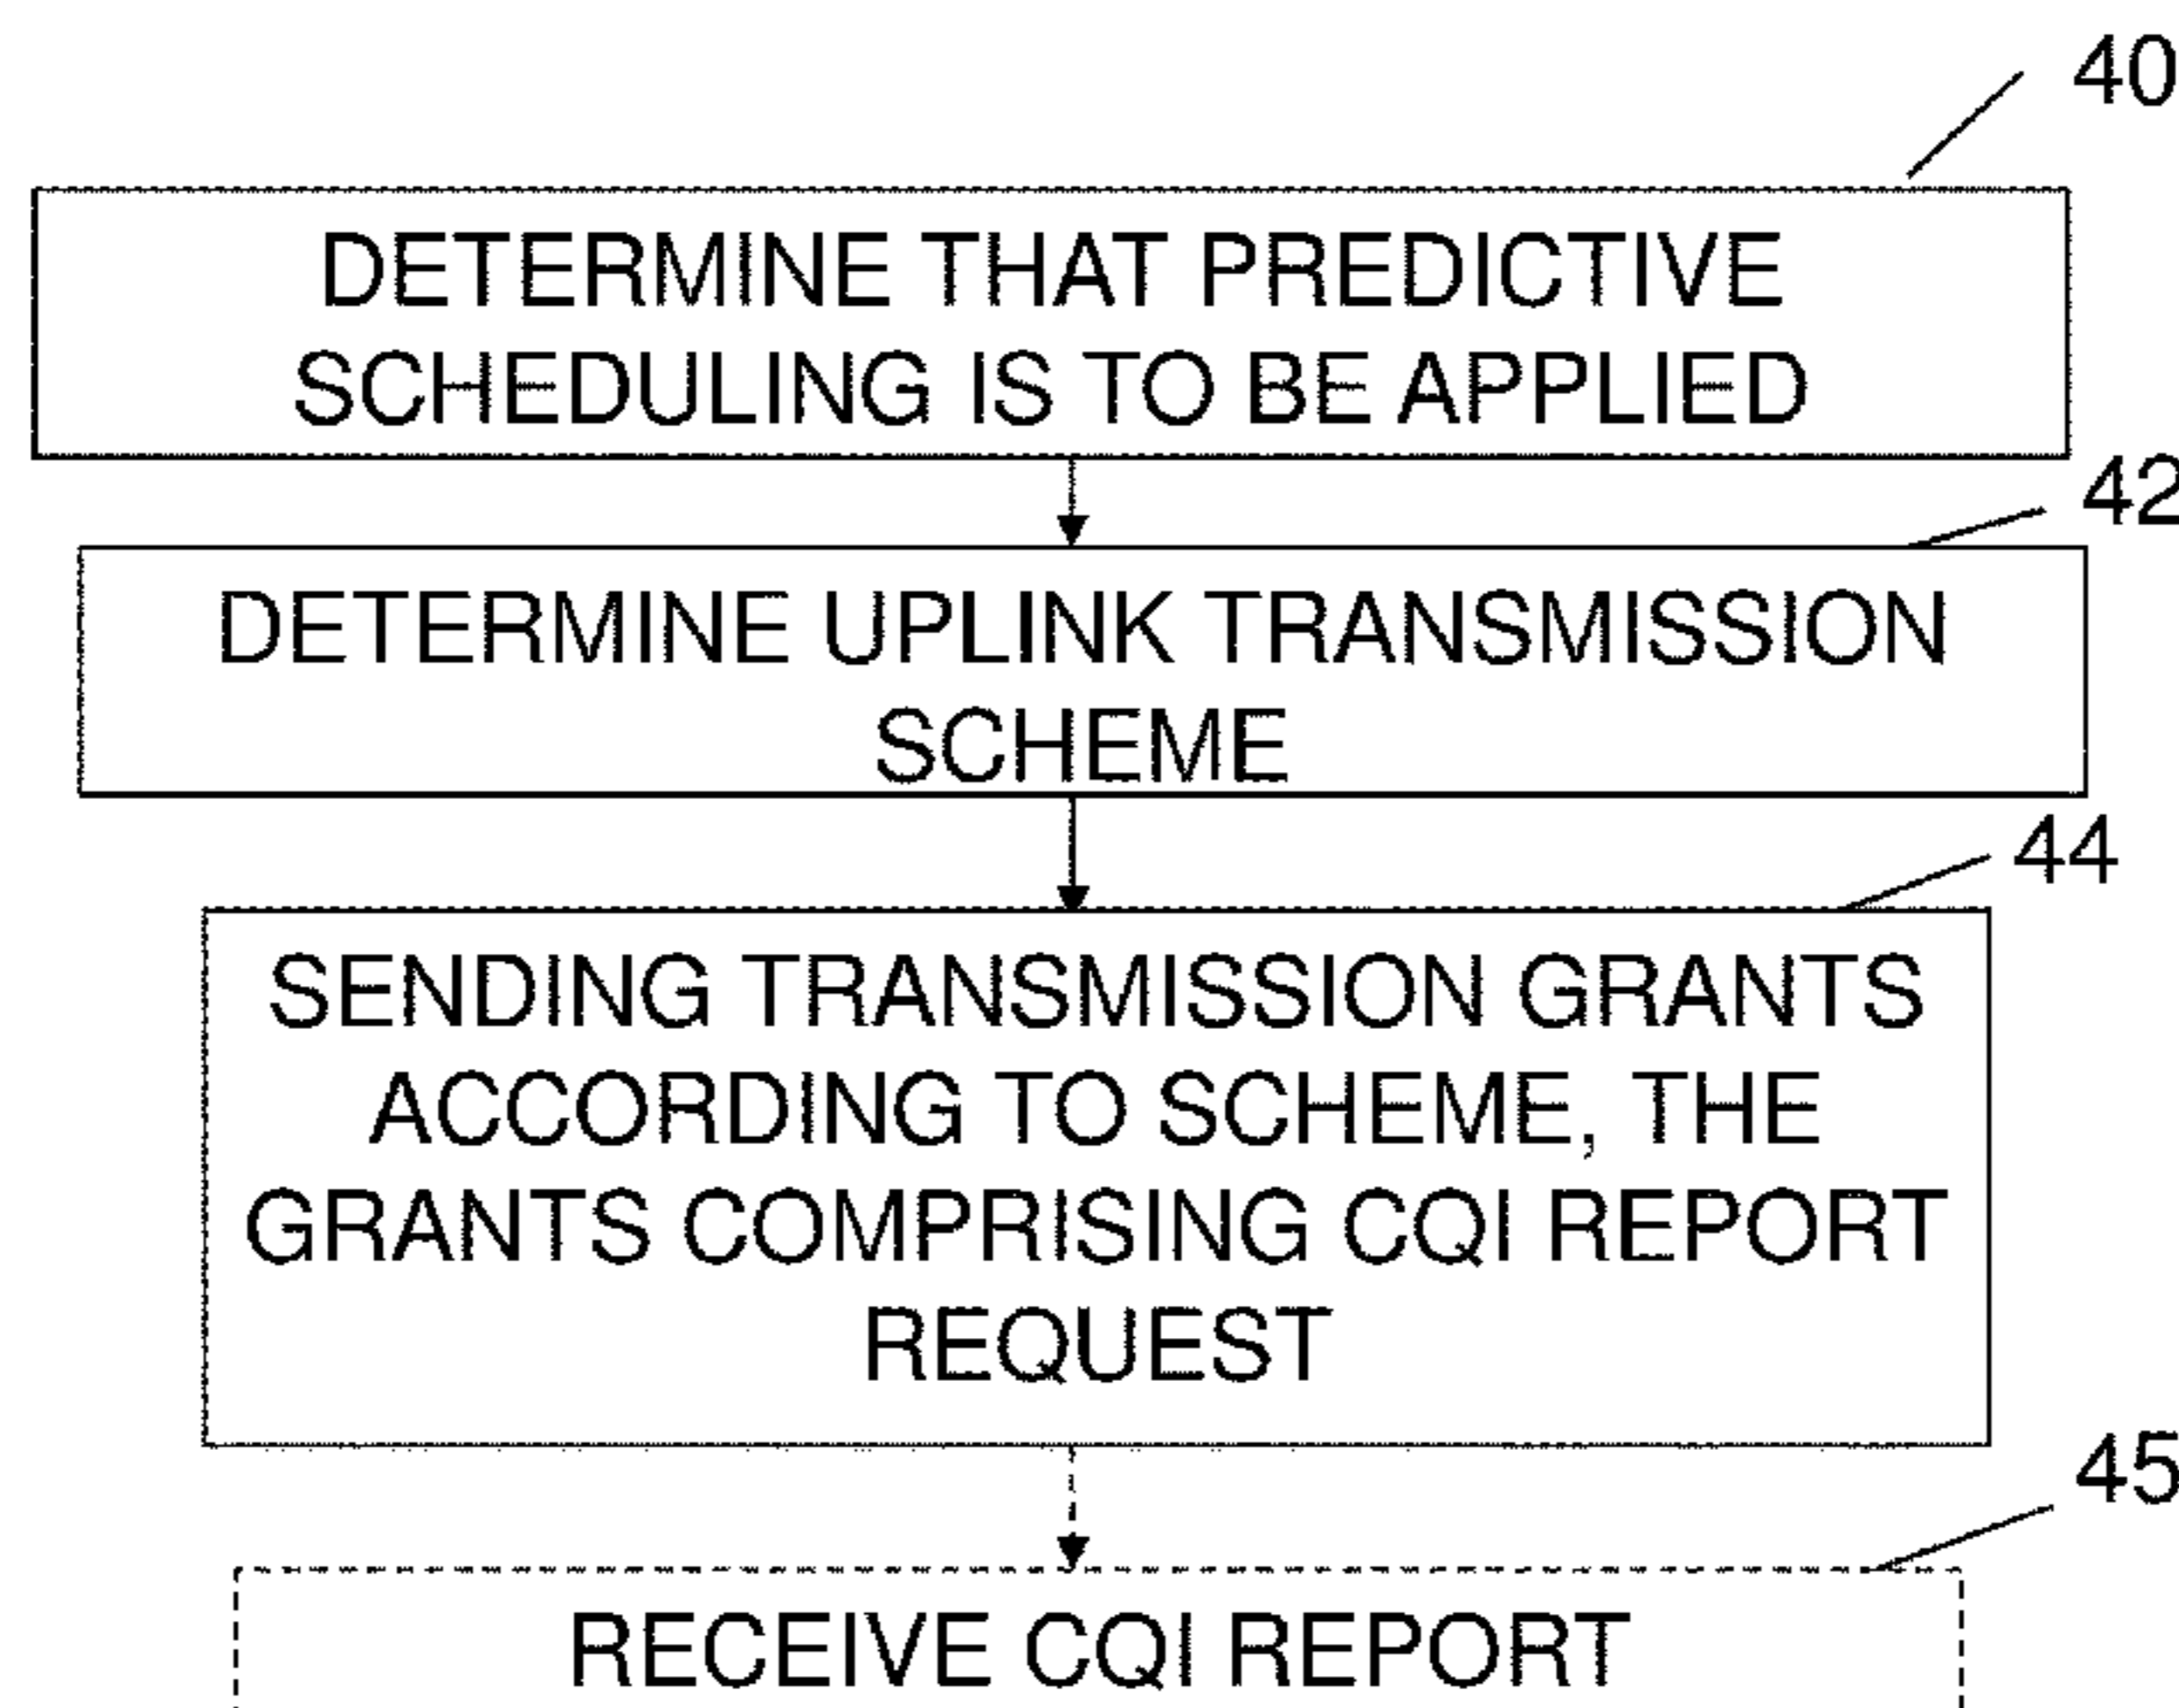 40
DETERMINE THAT PREDICTIVE
SCHEDULING IS TO BE APPLIED
42
DETERMINE UPLINK TRANSMISSION
SCHEME
44
SENDING TRANSMISSION GRANTS
ACCORDING TO SCHEME, THE
GRANTS COMPRISING CQI REPORT
REQUEST
45
RECEIVE CQI REPORT